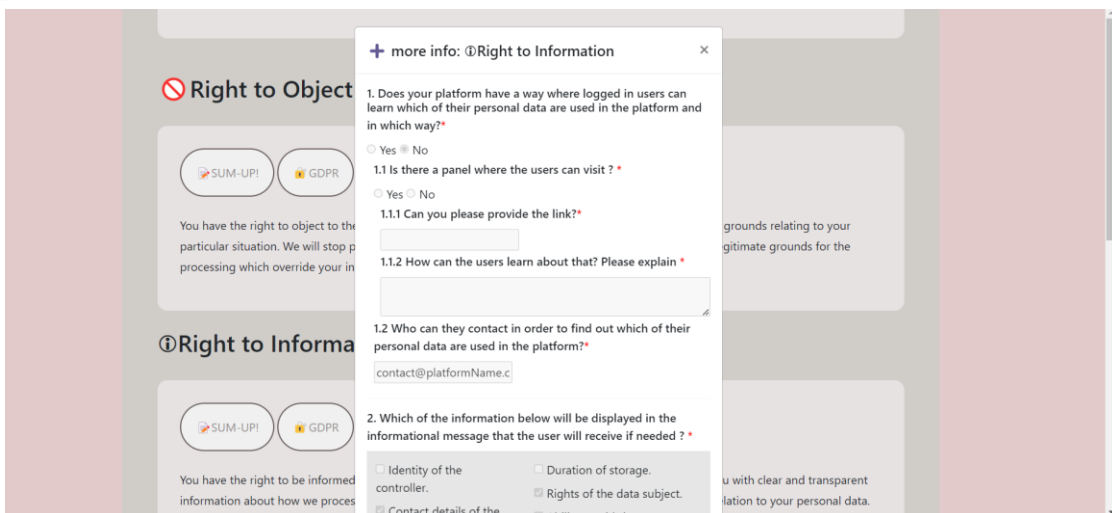 + more info: 🛈Right to Information ×
1. Does your platform have a way where logged in users can
learn which of their personal data are used in the platform and
in which way?*
Yes No
1.1 Is there a panel where the users can visit ? *
Yes No
1.1.1 Can you please provide the link?*
1.1.2 How can the users learn about that? Please explain *
1.2 Who can they contact in order to find out which of their
personal data are used in the platform?*
contact@platformName.c
2. Which of the information below will be displayed in the
informational message that the user will receive if needed ? *
Identity of the
controller.
Contact details of the
Duration of storage.
Rights of the data subject.
🚫 Right to Object
📝SUM-UP! 🔐 GDPR
You have the right to object to the
particular situation. We will stop p
processing which override your in
grounds relating to your
gitimate grounds for the
🛈Right to Informa
📝SUM-UP! 🔐 GDPR
You have the right to be informed
information about how we proces
u with clear and transparent
lation to your personal data.